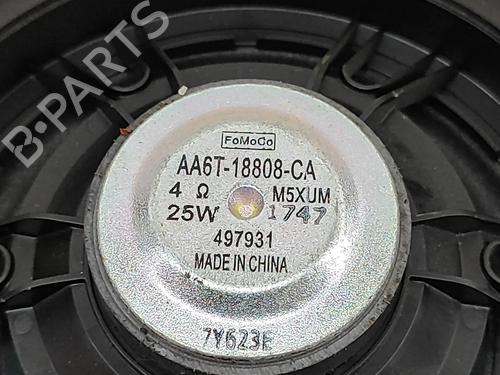 B-PARTS
FoMoCo
AA6T-18808-CA
4 Ω M5XUM
25W 1747
497931
MADE IN CHINA
7Y623E